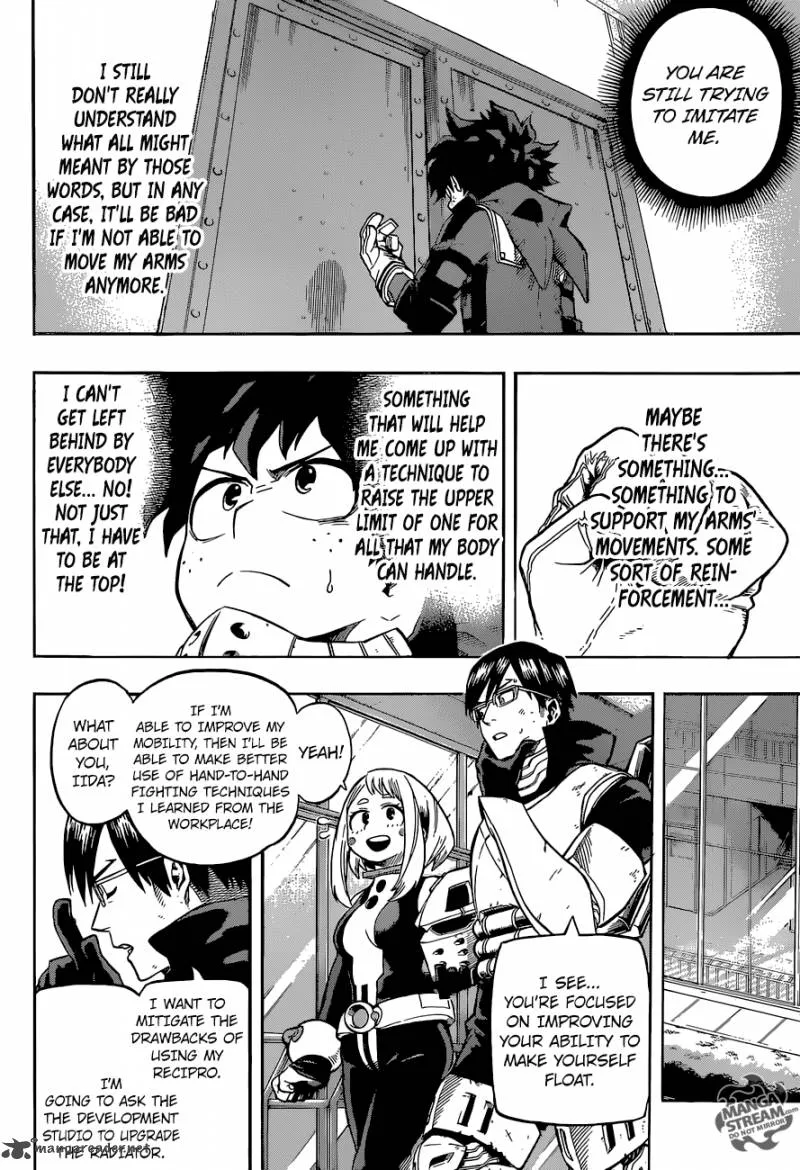 YOU ARE
STILL TRYING
TO IMITATE
ME.
I STILL
DON'T REALLY
UNDERSTAND
WHAT ALL MIGHT
MEANT BY THOSE
WORDS, BUT IN ANY
CASE, IT'LL BE BAD
IF I'M NOT ABLE TO
MOVE MY ARMS
ANYMORE.
MAYBE
THERE'S
SOMETHING...
SOMETHING TO
SUPPORT MY ARMS'
MOVEMENTS. SOME
SORT OF REIN-
FORCEMENT...
SOMETHING
THAT WILL HELP
ME COME UP WITH
A TECHNIQUE TO
RAISE THE UPPER
LIMIT OF ONE FOR
ALL THAT MY BODY
CAN HANDLE.
I CAN'T
GET LEFT
BEHIND BY
EVERYBODY
ELSE... NO!
NOT JUST
THAT, I HAVE
TO BE AT
THE TOP!
I SEE...
YOU'RE FOCUSED
ON IMPROVING
YOUR ABILITY TO
MAKE YOURSELF
FLOAT.
YEAH!
IF I'M
ABLE TO IMPROVE MY
MOBILITY, THEN I'LL BE
ABLE TO MAKE BETTER
USE OF HAND-TO-HAND
FIGHTING TECHNIQUES
I LEARNED FROM THE
WORKPLACE!
WHAT
ABOUT
YOU,
IIDA?
I WANT TO
MITIGATE THE
DRAWBACKS OF
USING MY
RECIPRO.
I'M
GOING TO ASK THE
THE DEVELOPMENT
STUDIO TO UPGRADE
THE RADIATOR.
MANGA
STREAM.com
DO NOT MIRROR!
mangareader.net